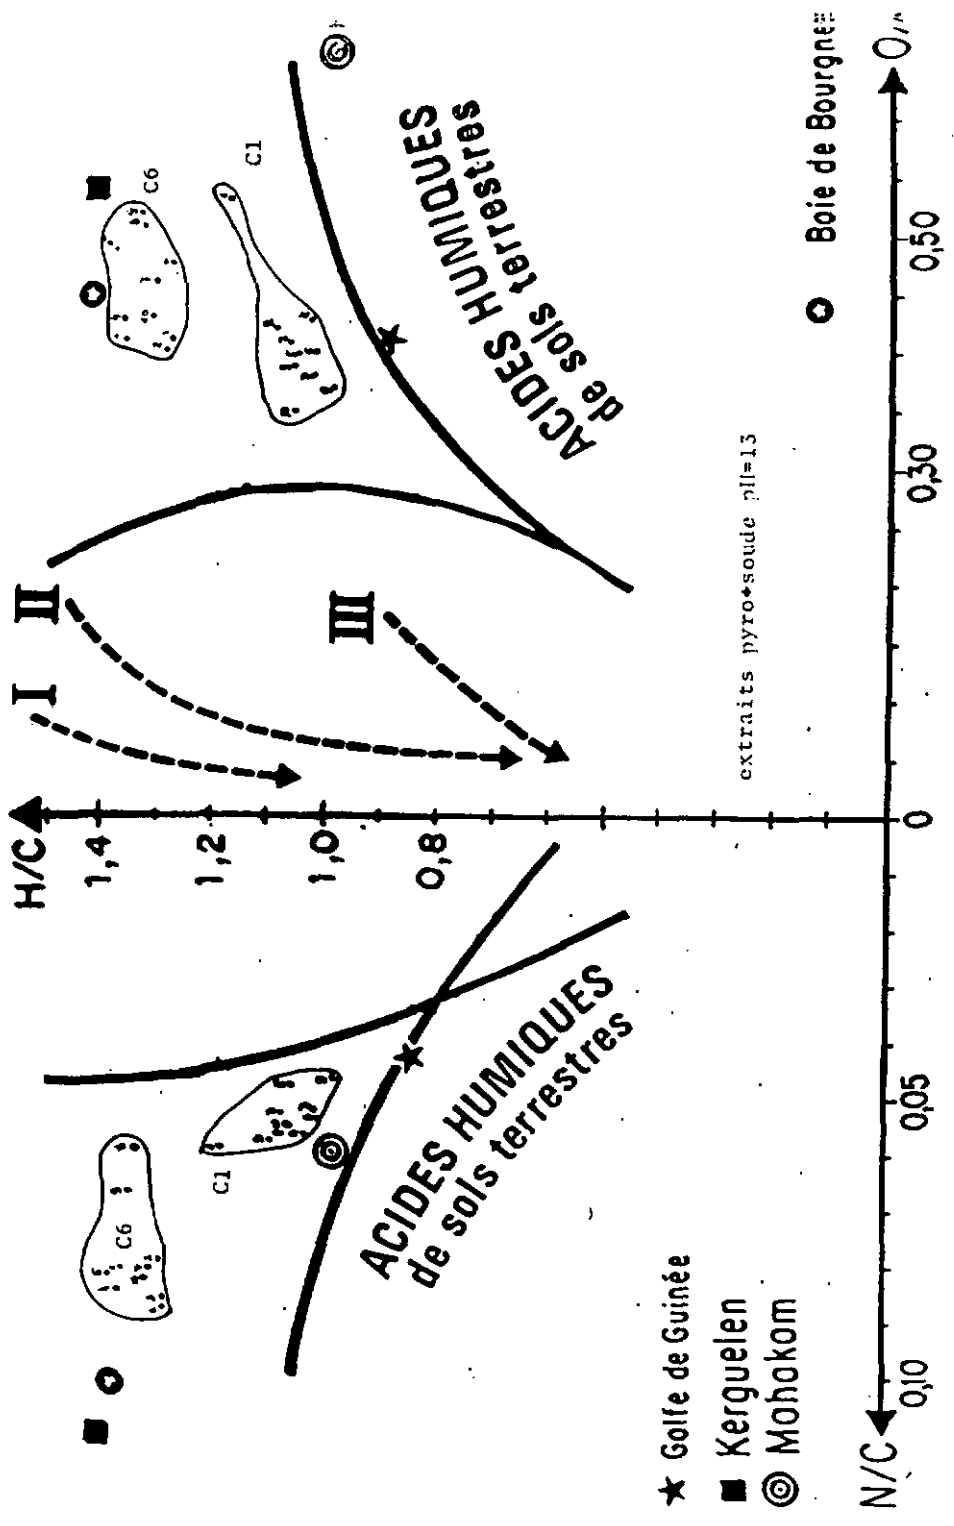 H/C
I
II
III
1,4
1,2
1,0
0,8
C6
C1
C6
C1
ACIDES HUMIQUES
de sols terrestres
ACIDES HUMIQUES
de sols terrestres
extraits pyro+soude pH=13
Golfe de Guinée
Kerguelen
Mahakam
Baie de
N/C
0,10
0,05
0
0,30
0,50